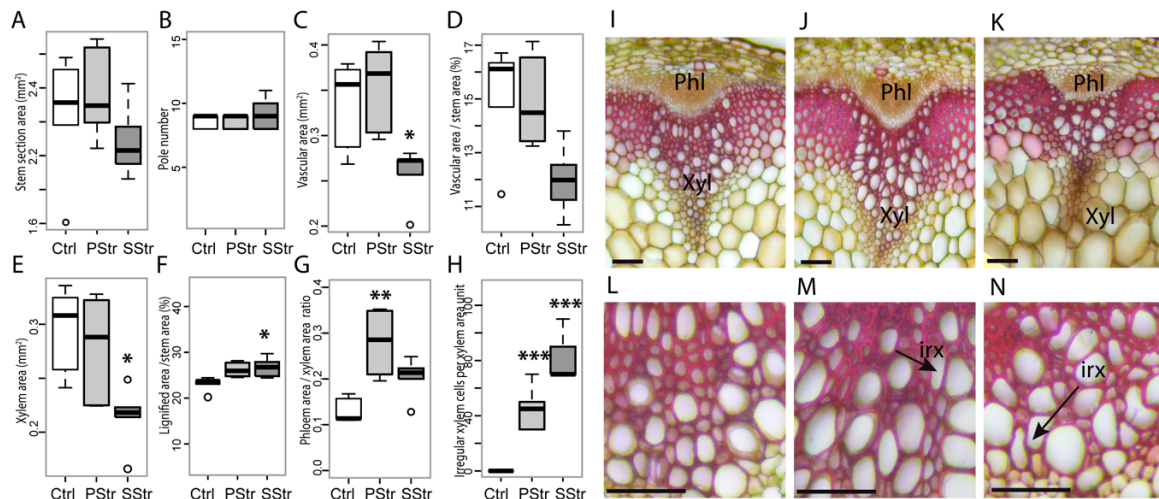 A
Stem section area (mm²)
2.4
2.2
1.6
Ctrl PStr SStr
B
Pole number
15
10
5
Ctrl PStr SStr
C
Vascular area (mm²)
0.4
0.3
0.2
*
Ctrl PStr SStr
D
Vascular area / stem area (%)
17
15
13
11
Ctrl PStr SStr
E
Xylem area (mm²)
0.3
0.2
*
Ctrl PStr SStr
F
Lignified area /stem area (%)
40
30
20
10
*
Ctrl PStr SStr
G
Phloem area / xylem area ratio
0.4
0.3
0.2
0.1
0.0
**
Ctrl PStr SStr
H
Irregular xylem cells per xylem area unit
100
80
60
40
20
0
***
***
Ctrl PStr SStr
I
Phl
Xyl
J
Phl
Xyl
K
Phl
Xyl
L
M
irx
N
irx